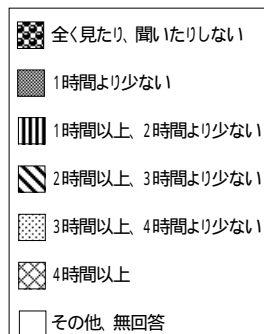 全く見たり、聞いたりしない
1時間より少ない
1時間以上、2時間より少ない
2時間以上、3時間より少ない
3時間以上、4時間より少ない
4時間以上
その他、無回答